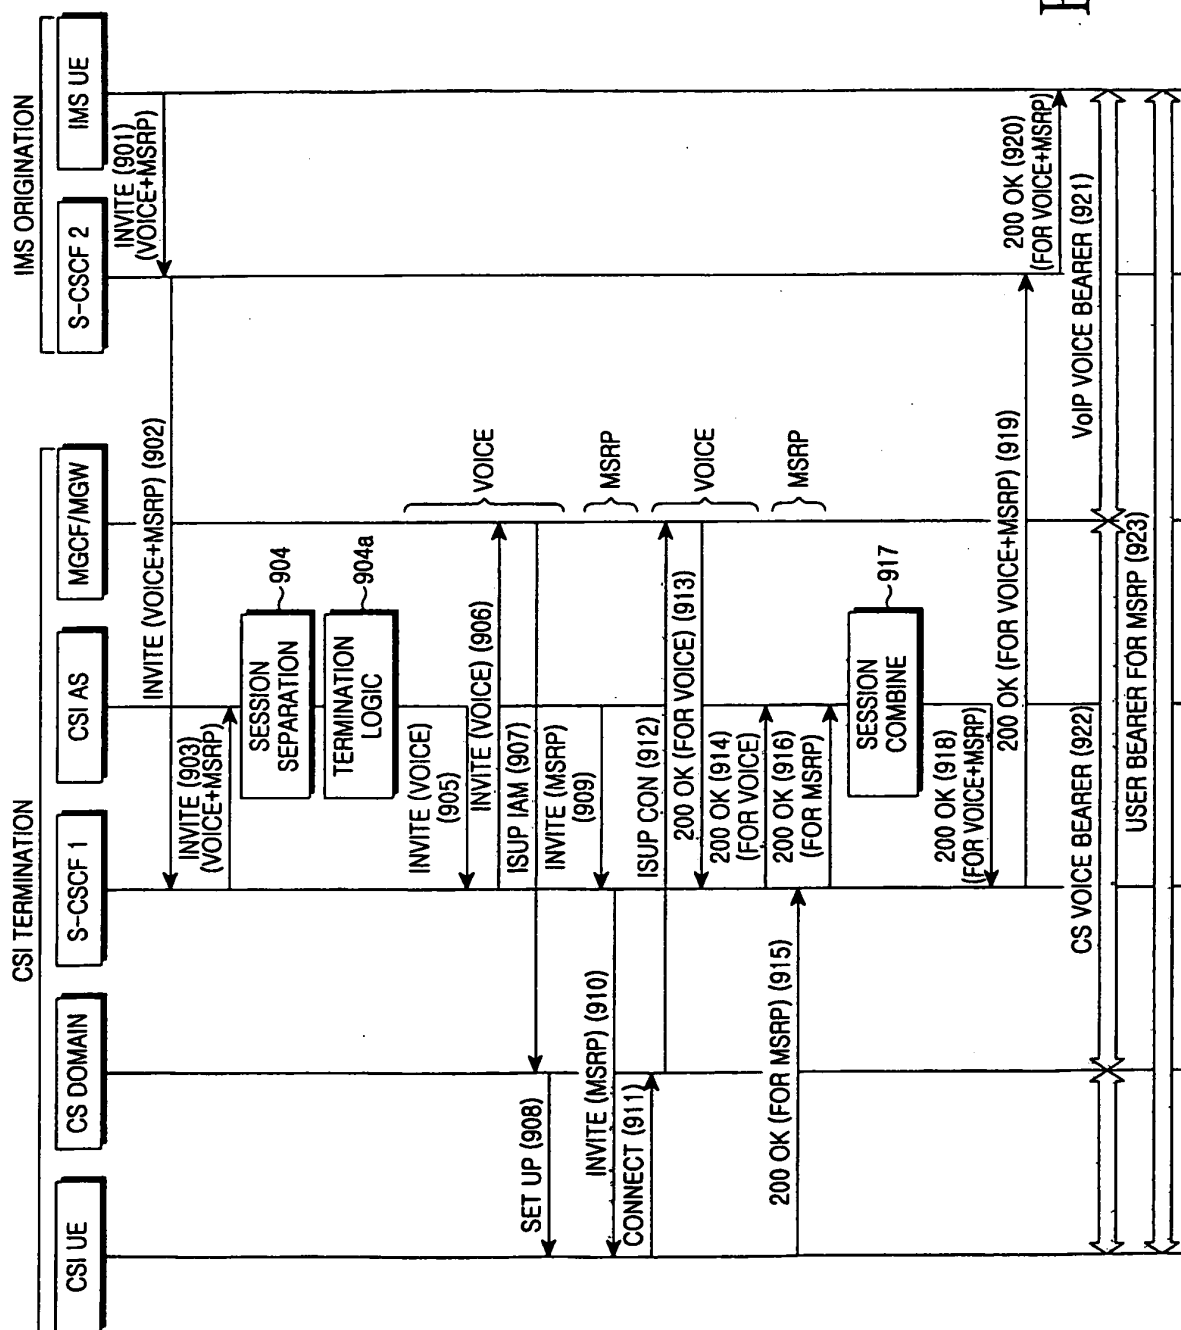 CSI TERMINATION
IMS ORIGINATION
CSI UE
CS DOMAIN
S-CSCF 1
CSI AS
MGCF/MGW
S-CSCF 2
IMS UE
INVITE (901)
(VOICE+MSRP)
INVITE (VOICE+MSRP) (902)
INVITE (903)
(VOICE+MSRP)
SESSION
SEPARATION
904
TERMINATION
LOGIC
904a
INVITE (VOICE)
(905)
INVITE (VOICE) (906)
ISUP IAM (907)
SET UP (908)
VOICE
INVITE (MSRP)
(909)
INVITE (MSRP) (910)
MSRP
CONNECT (911)
ISUP CON (912)
200 OK (FOR VOICE) (913)
200 OK (914)
(FOR VOICE)
VOICE
200 OK (FOR MSRP) (915)
200 OK (916)
(FOR MSRP)
MSRP
SESSION
COMBINE
917
200 OK (918)
(FOR VOICE+MSRP)
200 OK (FOR VOICE+MSRP) (919)
200 OK (920)
(FOR VOICE+MSRP)
VoIP VOICE BEARER (921)
CS VOICE BEARER (922)
USER BEARER FOR MSRP (923)